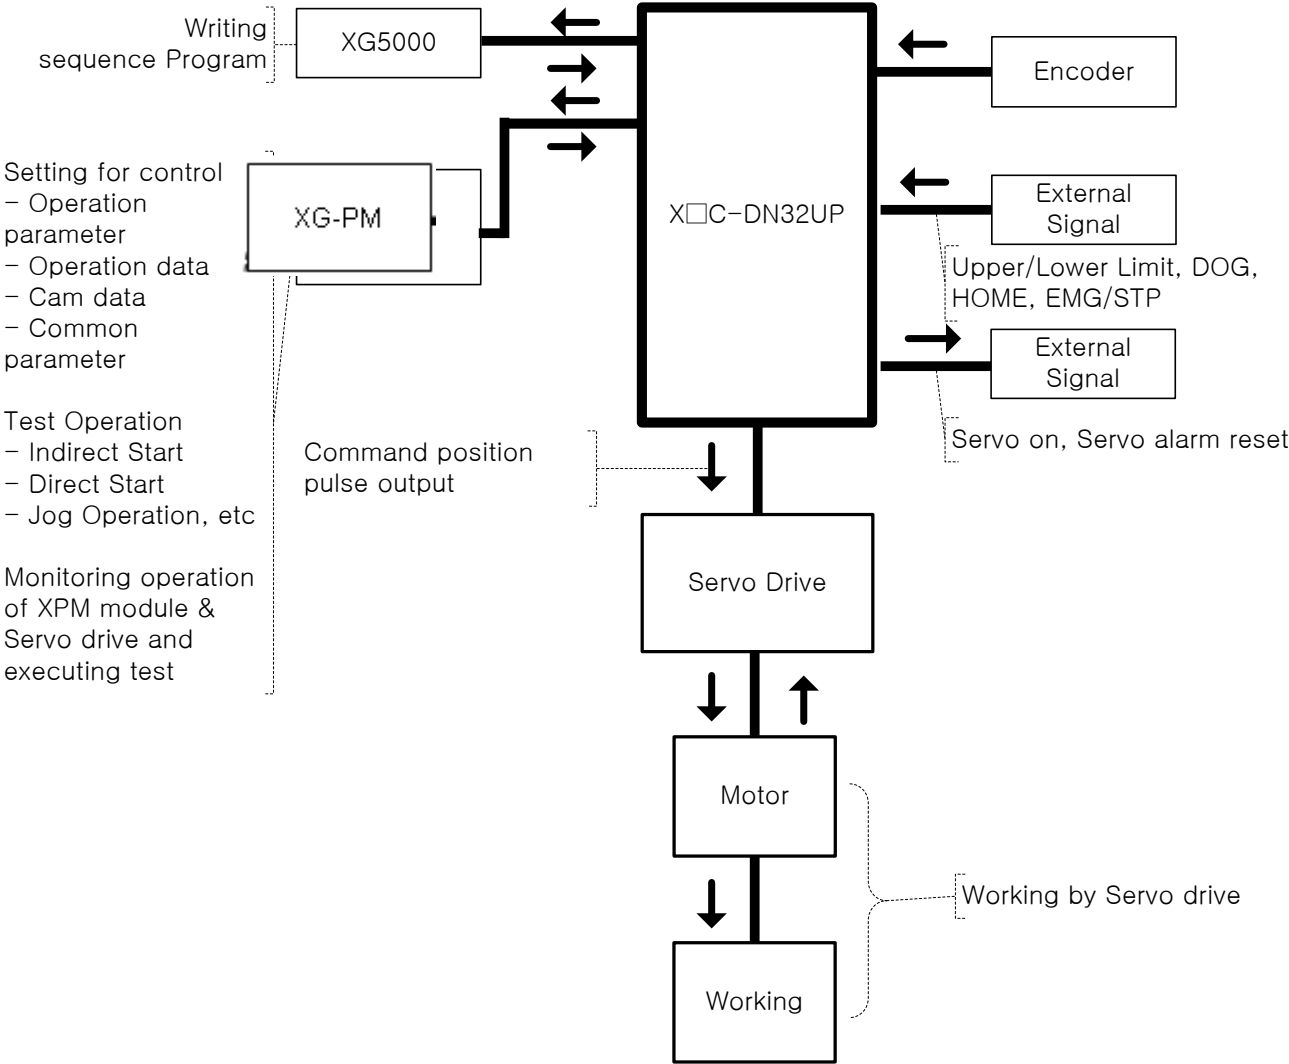 Writing
sequence Program
XG5000
Encoder
Setting for control
- Operation
parameter
- Operation data
- Cam data
- Common
parameter
XG-PM
X□C-DN32UP
External
Signal
Upper/Lower Limit, DOG,
HOME, EMG/STP
External
Signal
Servo on, Servo alarm reset
Test Operation
- Indirect Start
- Direct Start
- Jog Operation, etc
Command position
pulse output
Monitoring operation
of XPM module &
Servo drive and
executing test
Servo Drive
Motor
Working by Servo drive
Working